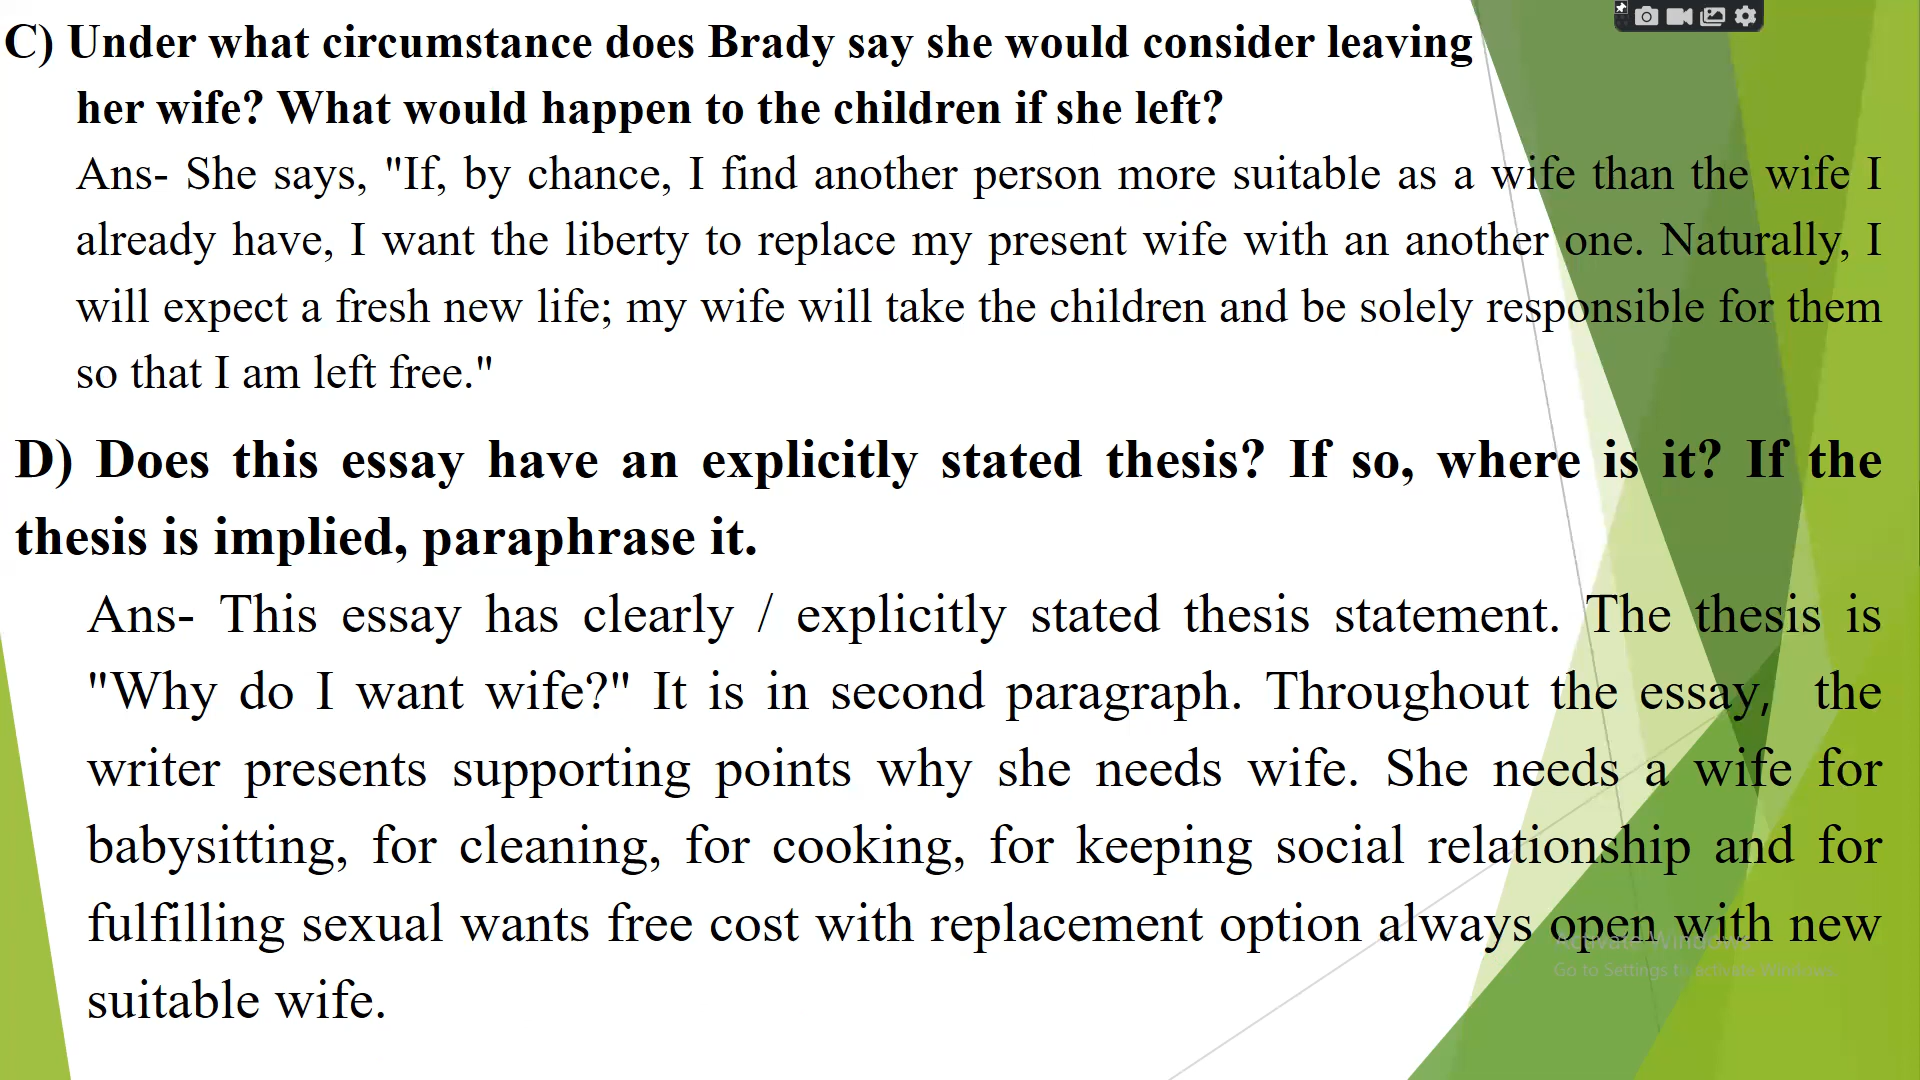 C) Under what circumstance does Brady say she would consider leaving
her wife? What would happen to the children if she left?
Ans- She says, "If, by chance, I find another person more suitable as a wife than the wife I
already have, I want the liberty to replace my present wife with an another one. Naturally, I
will expect a fresh new life; my wife will take the children and be solely responsible for them
so that I am left free."
D) Does this essay have an explicitly stated thesis? If so, where is it? If the
thesis is implied, paraphrase it.
Ans- This essay has clearly / explicitly stated thesis statement. The thesis is
"Why do I want wife?" It is in second paragraph. Throughout the essay, the
writer presents supporting points why she needs wife. She needs a wife for
babysitting, for cleaning, for cooking, for keeping social relationship and for
fulfilling sexual wants free cost with replacement option always open with new
suitable wife.
Activate Windows
Go to Settings to activate Windows.